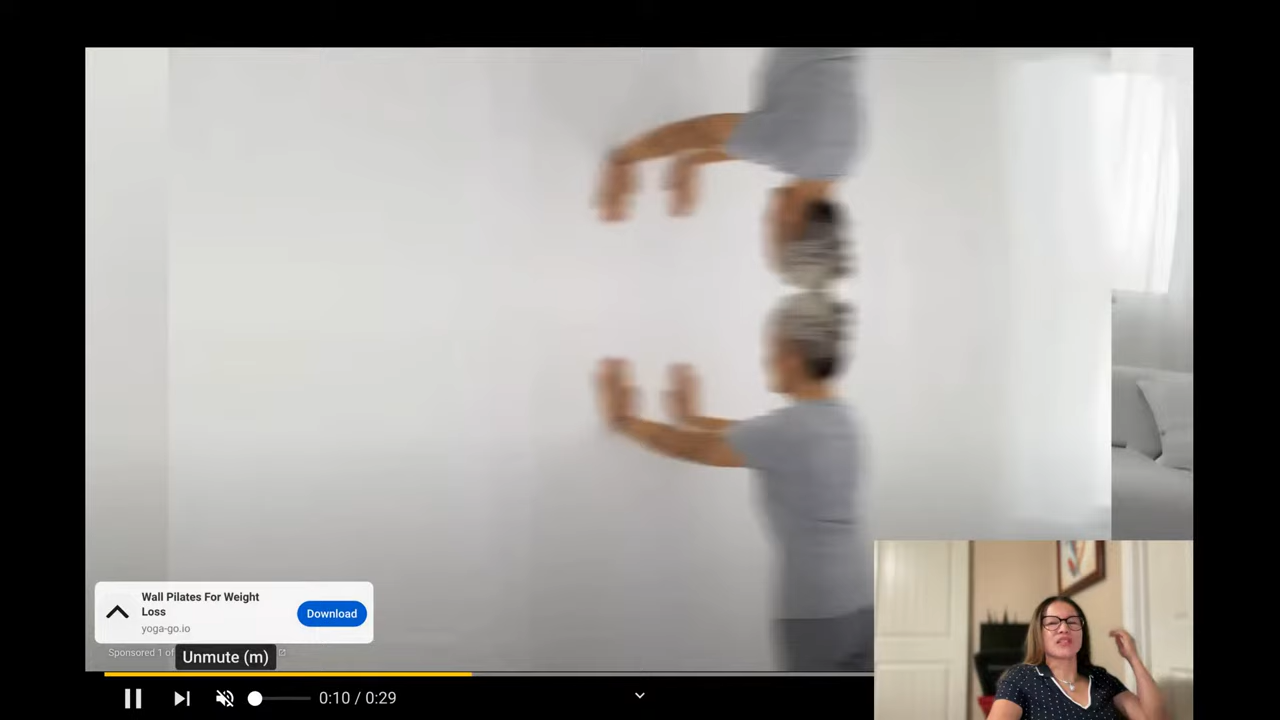 Wall Pilates For Weight
Loss
yoga-go.io
Download
Sponsored 1 of
Unmute (m)
0:10 / 0:29